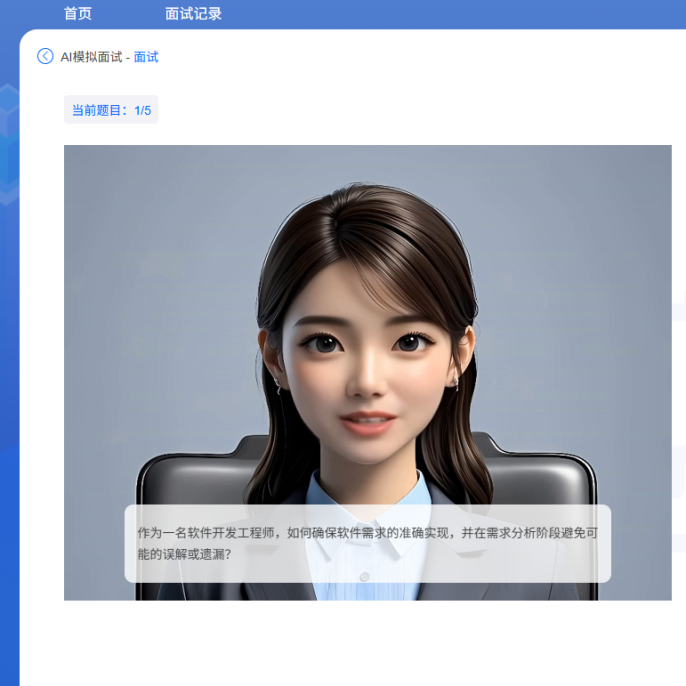 首页 面试记录
AI模拟面试 - 面试
当前题目：1/5
作为一名软件开发工程师，如何确保软件需求的准确实现，并在需求分析阶段避免可
能的误解或遗漏？